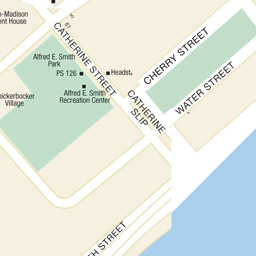 -Madison
ent House
CATHERINE STREET
Alfred E. Smith
Park
PS 126
Headst.
Alfred E. Smith
Recreation Center
CHERRY STREET
CATHERINE
SLIP
WATER STREET
nickerbocker
Village
TH STREET